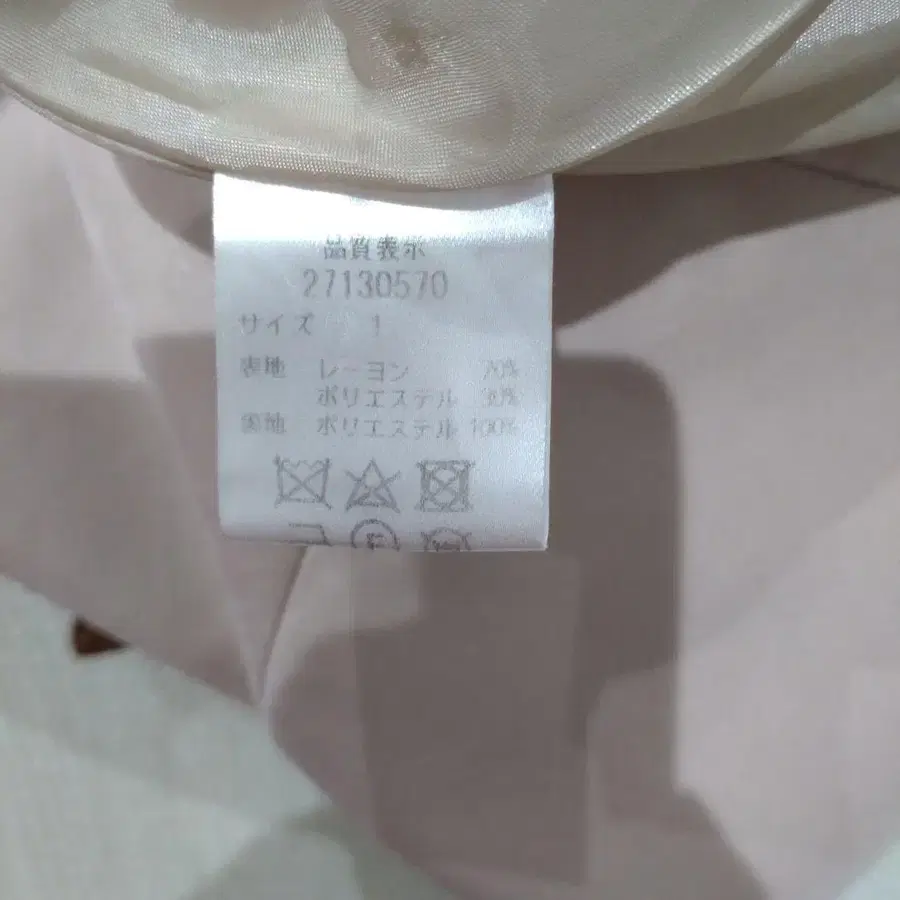 品質表示
27130570
サイズ 1
表地 レーヨン 70%
ポリエステル 30%
裏地 ポリエステル 100%